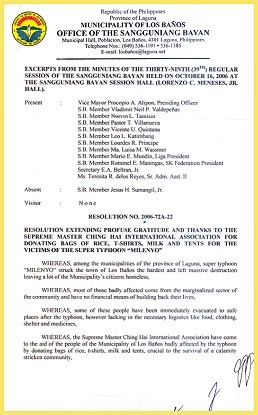 Republic of the Philippines
Province of Laguna
MUNICIPALITY OF LOS BAÑOS
OFFICE OF THE SANGGUNIANG BAYAN
Municipal Hall, Poblacion, Los Baños, 4031 Laguna, Philippines
Telephone Nos.: (049) 536-1385
EXCERPTS FROM THE MINUTES OF THE THIRTY-NINTH (39TH) REGULAR
SESSION OF THE SANGGUNIANG BAYAN HELD ON OCTOBER 16, 2006 AT
THE SANGGUNIANG BAYAN SESSION HALL (LORENZO C. MENESES, JR.
HALL).
Present : Vice Mayor Procopio A. Alipon, Presiding Officer
S.B. Member Vladimir Neil P. Valdepeñas
S.B. Member Norvin L. Tamisin
S.B. Member Pastor T. Villanueva
S.B. Member Vicente U. Quintana
S.B. Member Leo L. Katimbang
S.B. Member Lourdes R. Principe
S.B. Member Ma. Luisa M. Wassmer
S.B. Member Mario E. Mundin, Liga President
S.B. Member Rommel E. Maningas, SK Federation President
Secretary E.A. Beltran, Jr.
Ms. Teresita R. delos Reyes, Sr. Adm. Asst. II
Absent : S.B. Member Jesus H. Sumangil, Jr.
Visitor : None
RESOLUTION NO. 2006-72A-22
RESOLUTION EXTENDING PROFUSE GRATITUDE AND THANKS TO THE
SUPREME MASTER CHING HAI INTERNATIONAL ASSOCIATION FOR
DONATING BAGS OF RICE, T-SHIRTS, MILK AND TENTS FOR THE
VICTIMS OF THE SUPER TYPHOON "MILENYO"
WHEREAS, among the municipalities of the province of Laguna, super typhoon
"MILENYO" struck the town of Los Baños the hardest and left massive destruction
leaving a lot of the Municipality's citizens homeless,
WHEREAS, most of those badly affected come from the marginalized sector of
the community and have no financial means of building back their lives,
WHEREAS, some of these people have been immediately evacuated to safe
places after the typhoon, however lacking in the necessary logistics like food, clothing,
shelter and medicines,
WHEREAS, the Supreme Master Ching Hai International Association have come
to the aid of the people of the Municipality of Los Baños badly affected by the typhoon
by donating bags of rice, t-shirts, milk and tents, crucial to the survival of a calamity
stricken community,